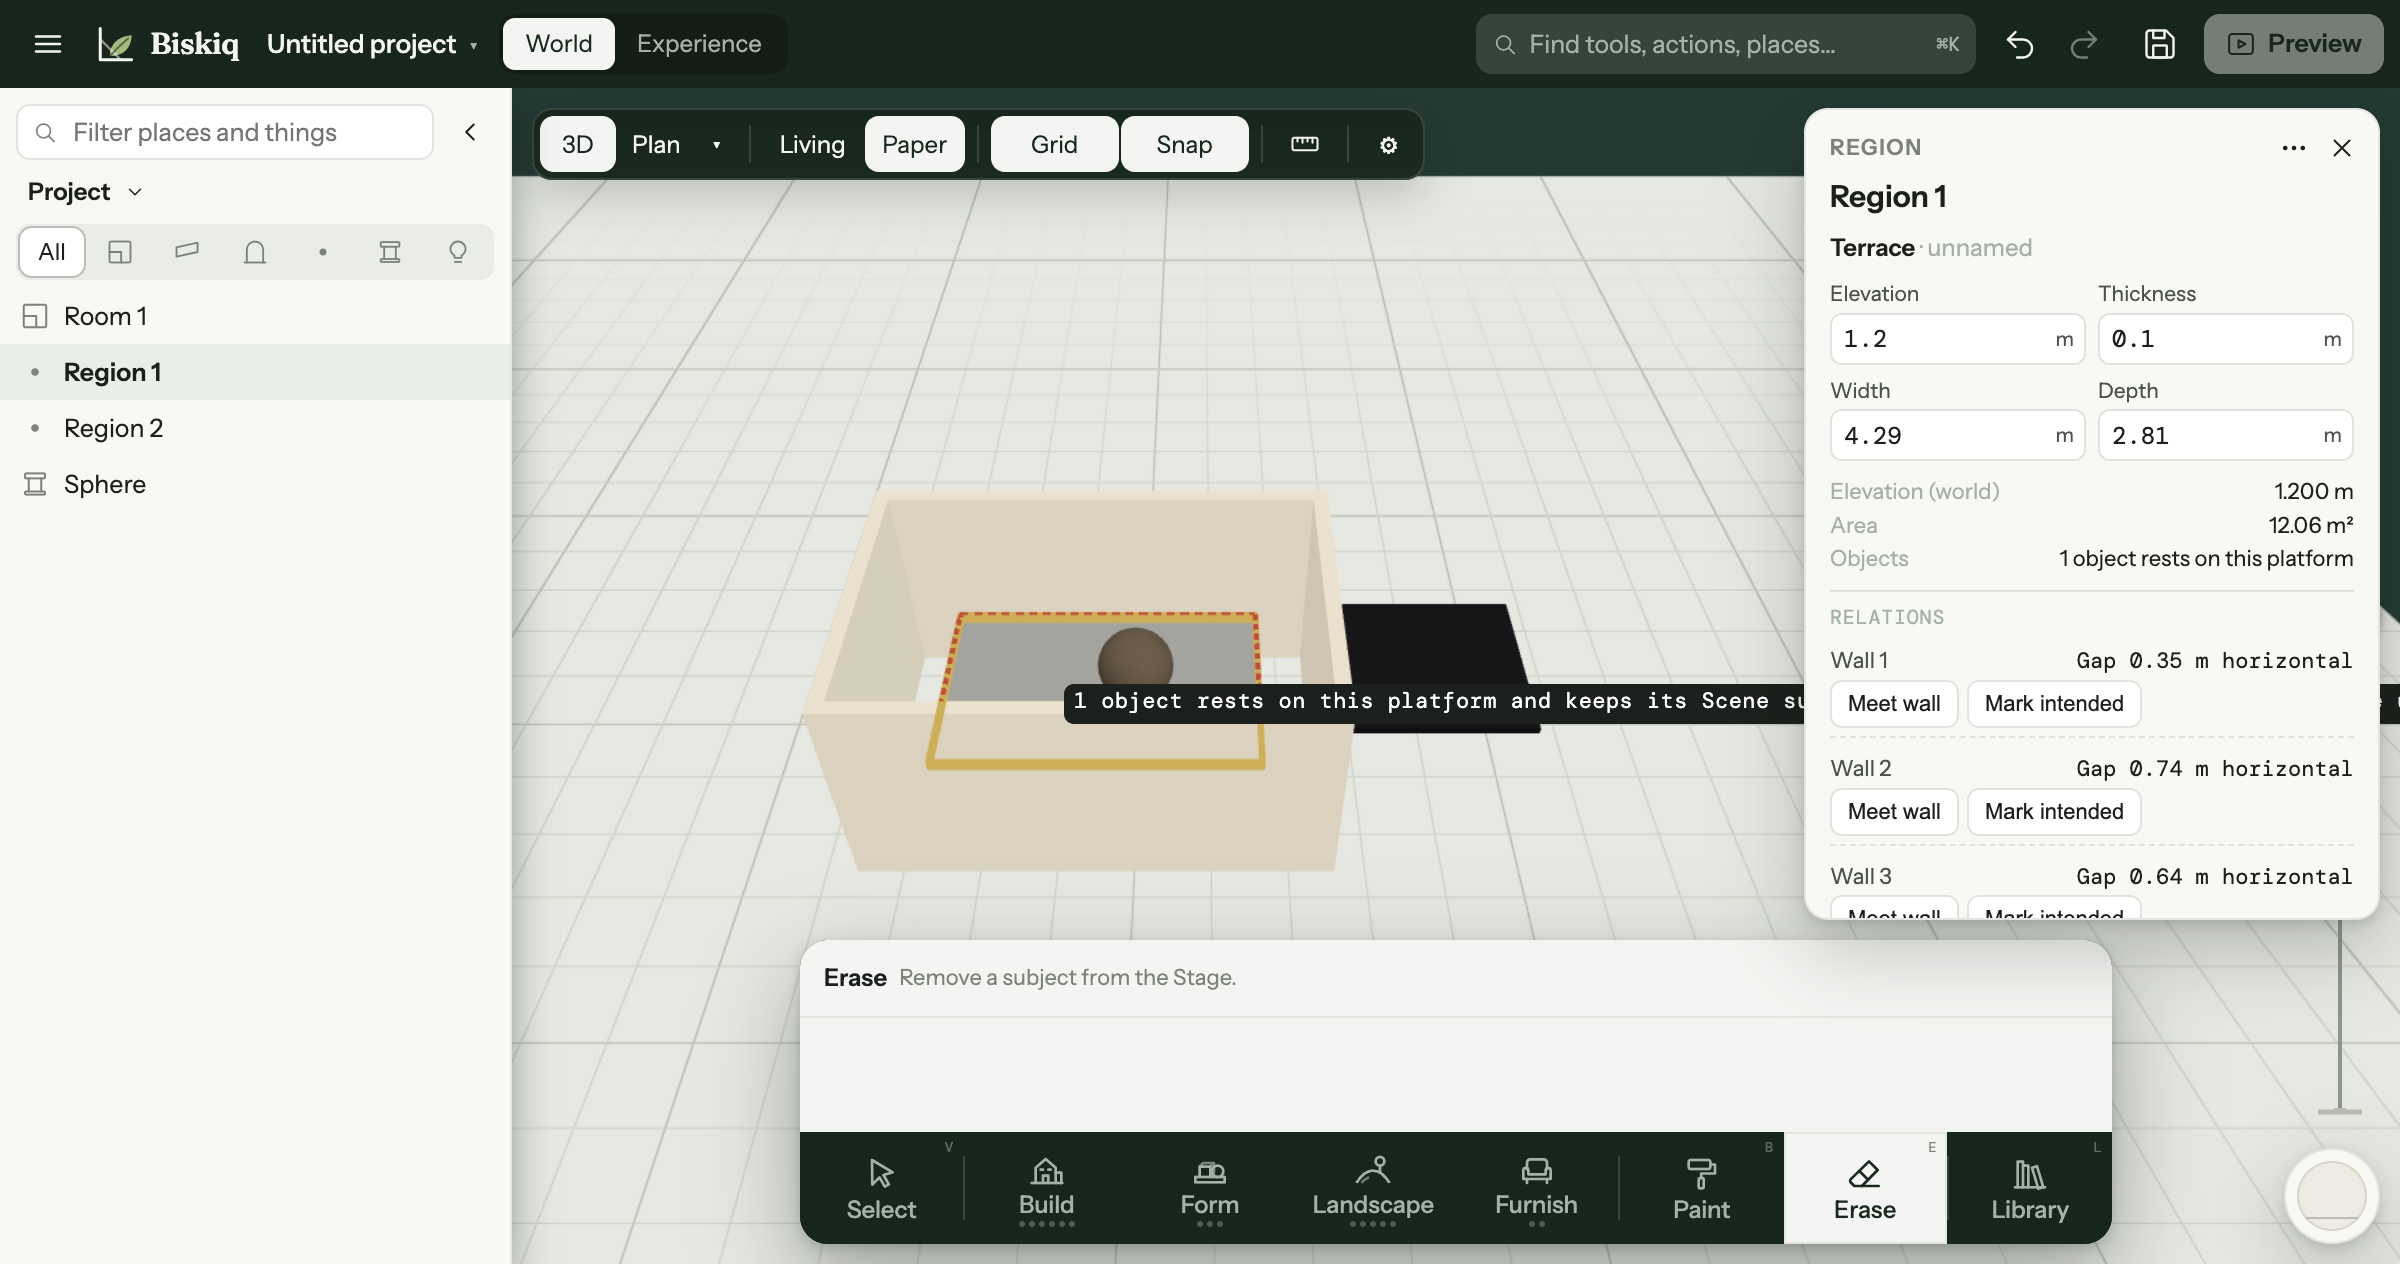 Biskiq
Untitled project
World
Experience
Find tools, actions, places...
⌘K
Preview
Filter places and things
Project
All
Room 1
Region 1
Region 2
Sphere
3D
Plan
Living
Paper
Grid
Snap
REGION
Region 1
Terrace · unnamed
Elevation
Thickness
1.2 m
0.1 m
Width
Depth
4.29 m
2.81 m
Elevation (world) 1.200 m
Area 12.06 m²
Objects 1 object rests on this platform
RELATIONS
Wall 1 Gap 0.35 m horizontal
Meet wall
Mark intended
Wall 2 Gap 0.74 m horizontal
Meet wall
Mark intended
Wall 3 Gap 0.64 m horizontal
Meet wall
Mark intended
1 object rests on this platform and keeps its Scene
Erase Remove a subject from the Stage.
V
Select
Build
Form
Landscape
Furnish
B
Paint
E
Erase
L
Library